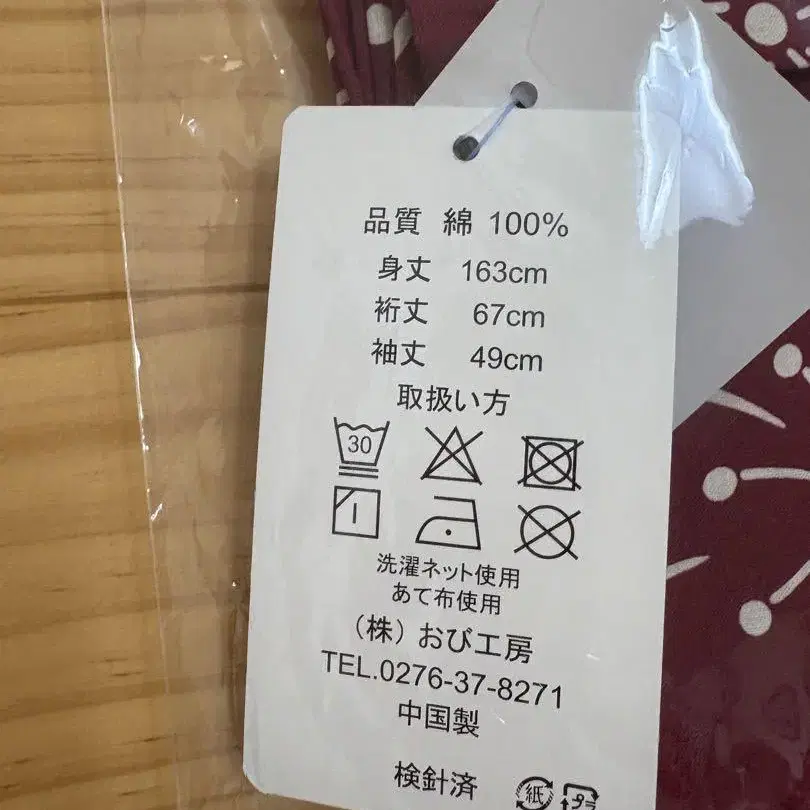 品質 綿 100%
身丈 163cm
裄丈 67cm
袖丈 49cm
取扱い方
30
洗濯ネット使用
あて布使用
（株）おび工房
TEL.0276-37-8271
中国製
検針済 紙 プラ